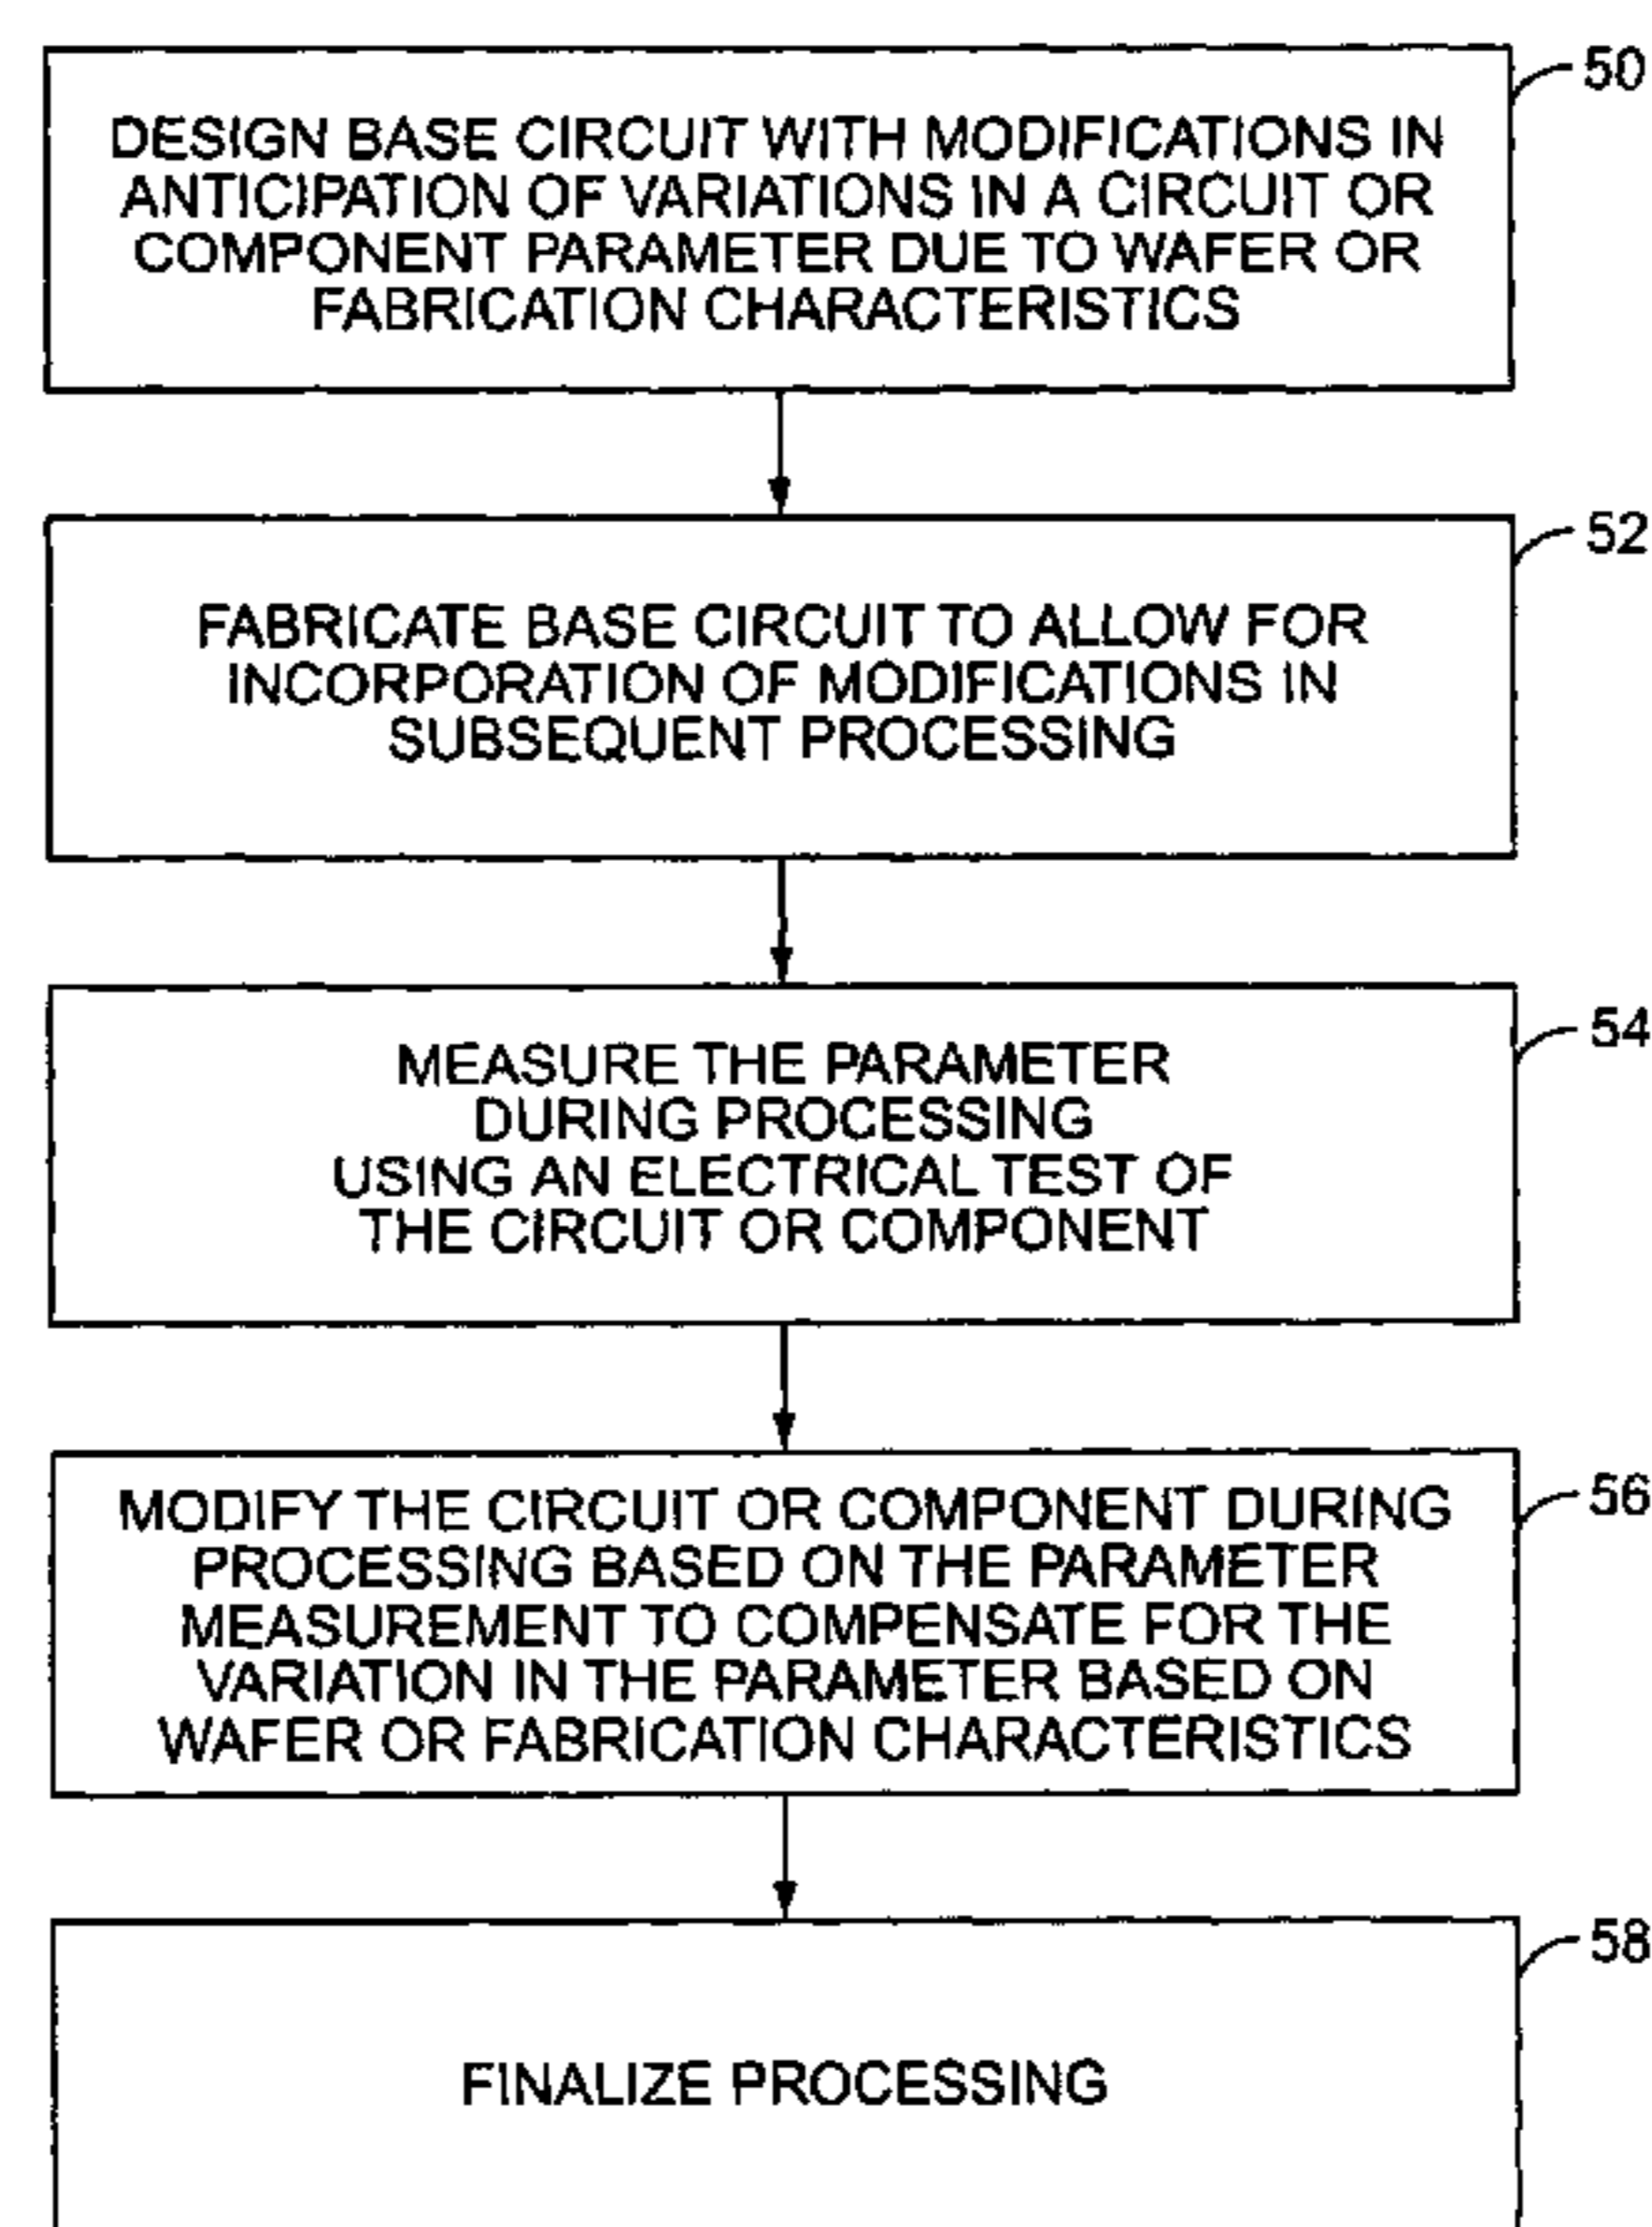 50
DESIGN BASE CIRCUIT WITH MODIFICATIONS IN
ANTICIPATION OF VARIATIONS IN A CIRCUIT OR
COMPONENT PARAMETER DUE TO WAFER OR
FABRICATION CHARACTERISTICS
52
FABRICATE BASE CIRCUIT TO ALLOW FOR
INCORPORATION OF MODIFICATIONS IN
SUBSEQUENT PROCESSING
54
MEASURE THE PARAMETER
DURING PROCESSING
USING AN ELECTRICAL TEST OF
THE CIRCUIT OR COMPONENT
56
MODIFY THE CIRCUIT OR COMPONENT DURING
PROCESSING BASED ON THE PARAMETER
MEASUREMENT TO COMPENSATE FOR THE
VARIATION IN THE PARAMETER BASED ON
WAFER OR FABRICATION CHARACTERISTICS
58
FINALIZE PROCESSING